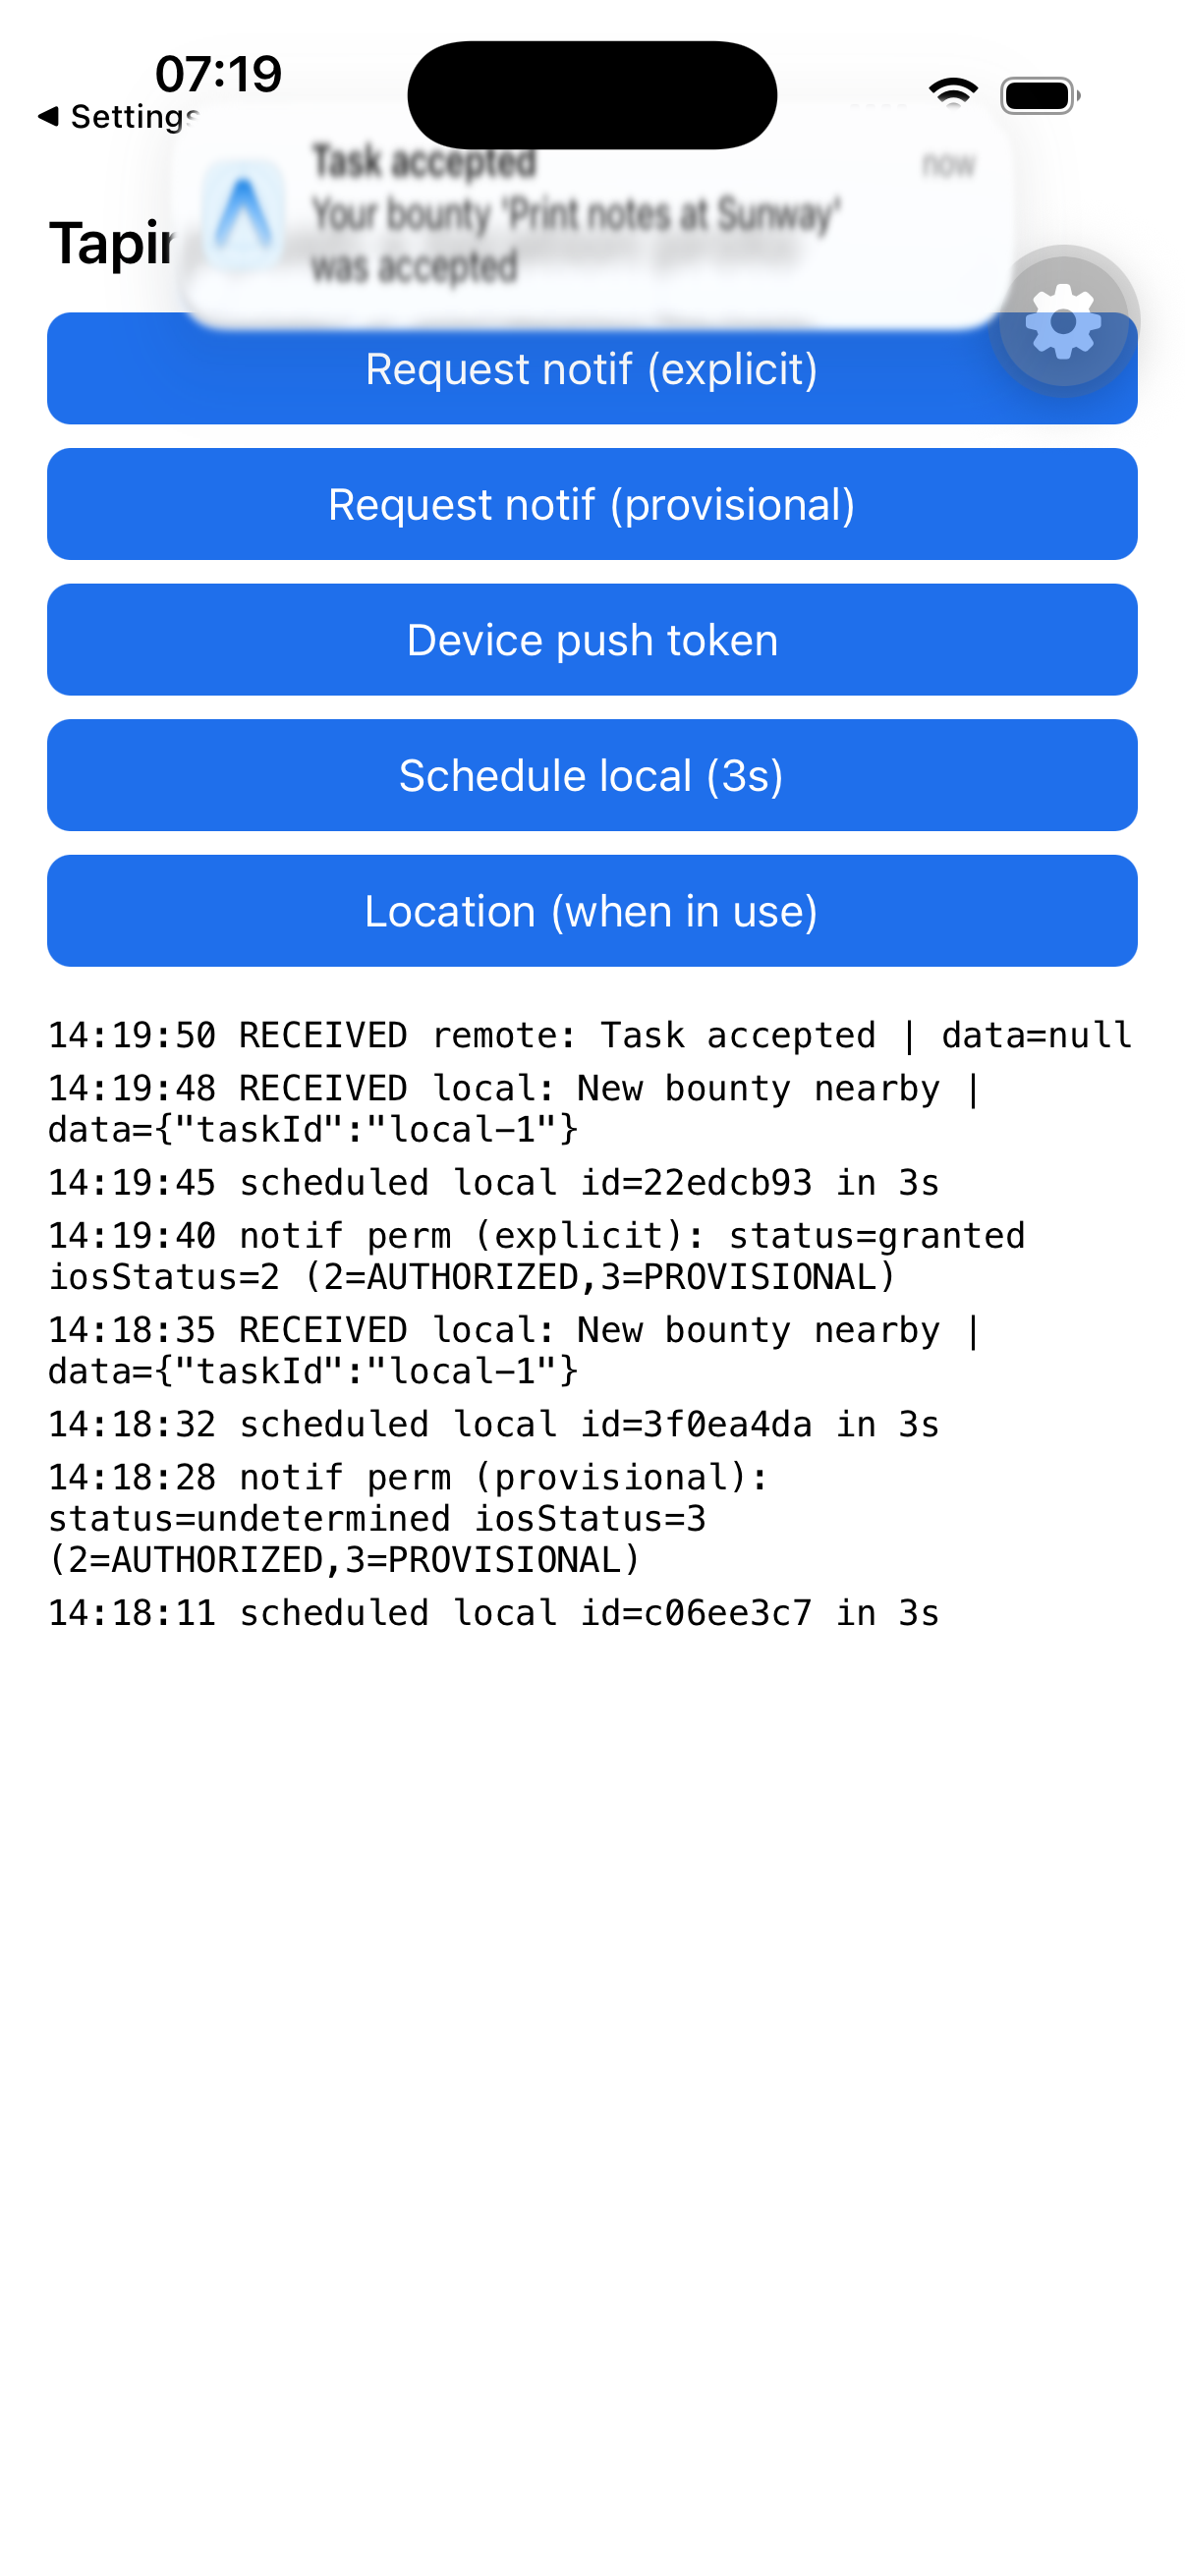 07:19
◀ Settings
Task accepted
now
Your bounty 'Print notes at Sunway'
was accepted
Request notif (explicit)
Request notif (provisional)
Device push token
Schedule local (3s)
Location (when in use)
14:19:50 RECEIVED remote: Task accepted | data=null
14:19:48 RECEIVED local: New bounty nearby |
data={"taskId":"local-1"}
14:19:45 scheduled local id=22edcb93 in 3s
14:19:40 notif perm (explicit): status=granted
iosStatus=2 (2=AUTHORIZED,3=PROVISIONAL)
14:18:35 RECEIVED local: New bounty nearby |
data={"taskId":"local-1"}
14:18:32 scheduled local id=3f0ea4da in 3s
14:18:28 notif perm (provisional):
status=undetermined iosStatus=3
(2=AUTHORIZED,3=PROVISIONAL)
14:18:11 scheduled local id=c06ee3c7 in 3s